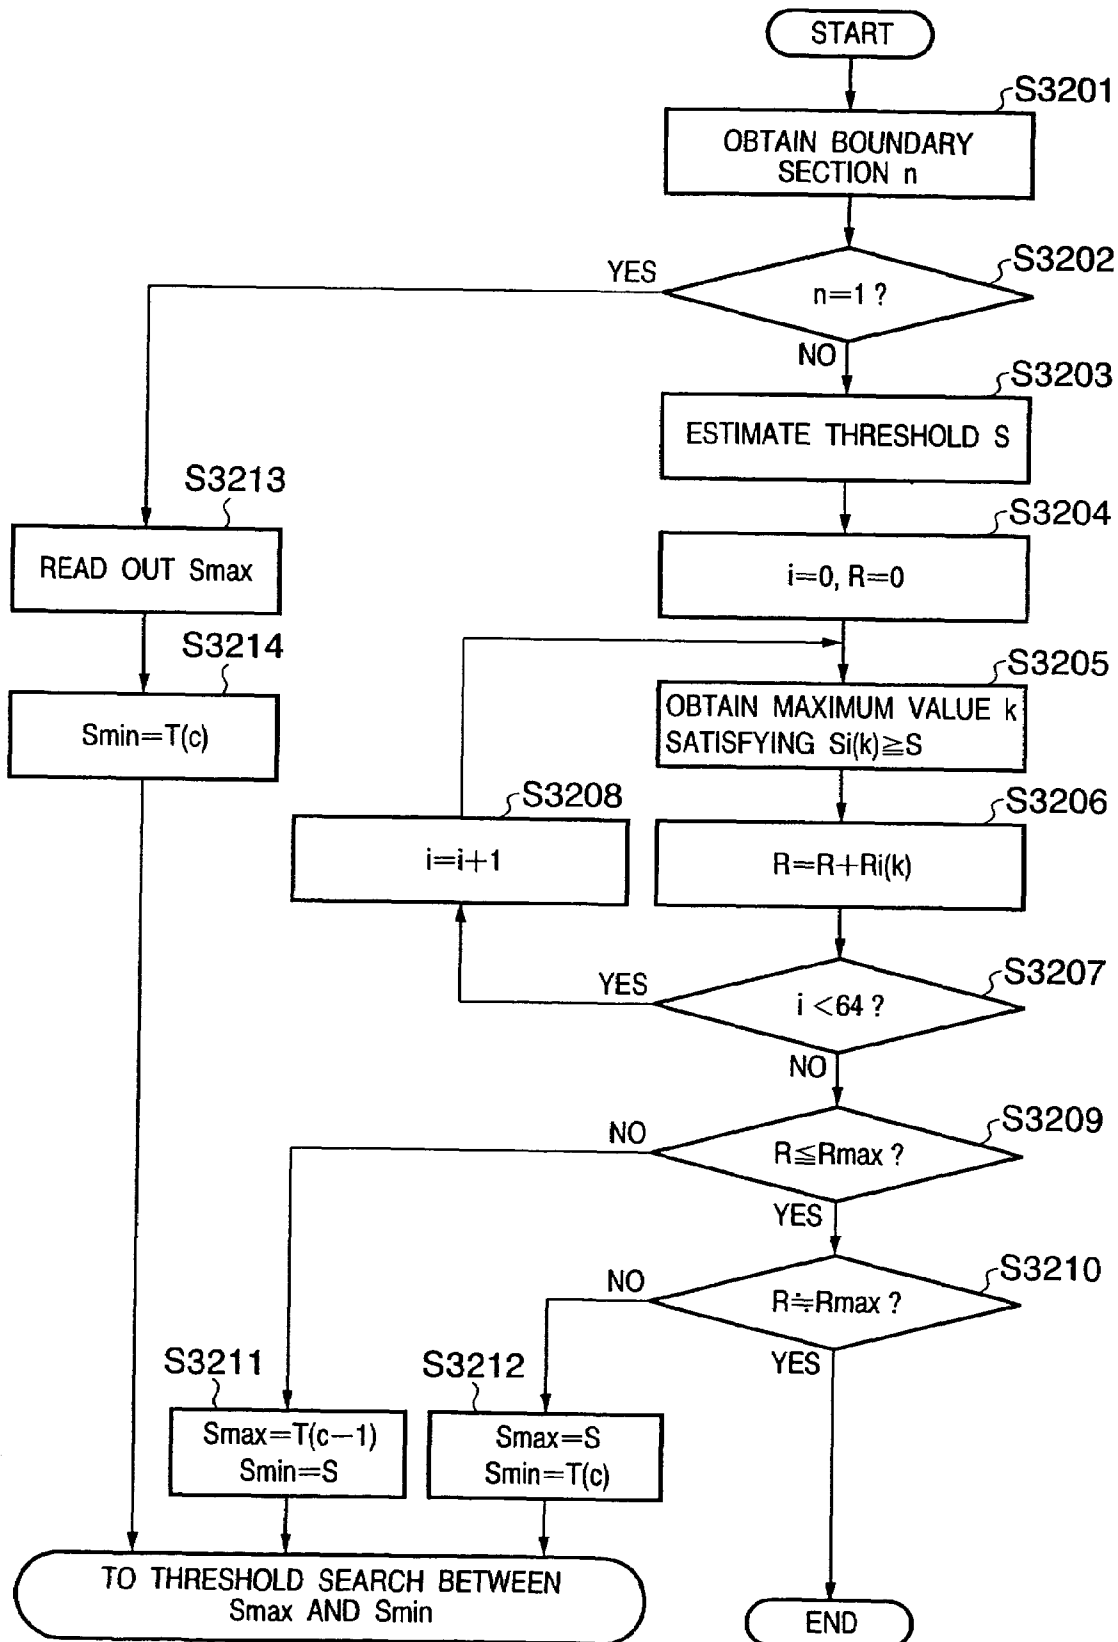 START
S3201
OBTAIN BOUNDARY
SECTION n
S3202
YES
n=1 ?
NO
S3203
ESTIMATE THRESHOLD S
S3213
READ OUT Smax
S3204
i=0, R=0
S3214
Smin=T(c)
S3205
OBTAIN MAXIMUM VALUE k
SATISFYING Si(k)≧S
S3208
i=i+1
S3206
R=R+Ri(k)
S3207
YES
i <64 ?
NO
S3209
NO
R≦Rmax ?
YES
S3210
NO
R≒Rmax ?
YES
S3211
Smax=T(c−1)
Smin=S
S3212
Smax=S
Smin=T(c)
TO THRESHOLD SEARCH BETWEEN
Smax AND Smin
END